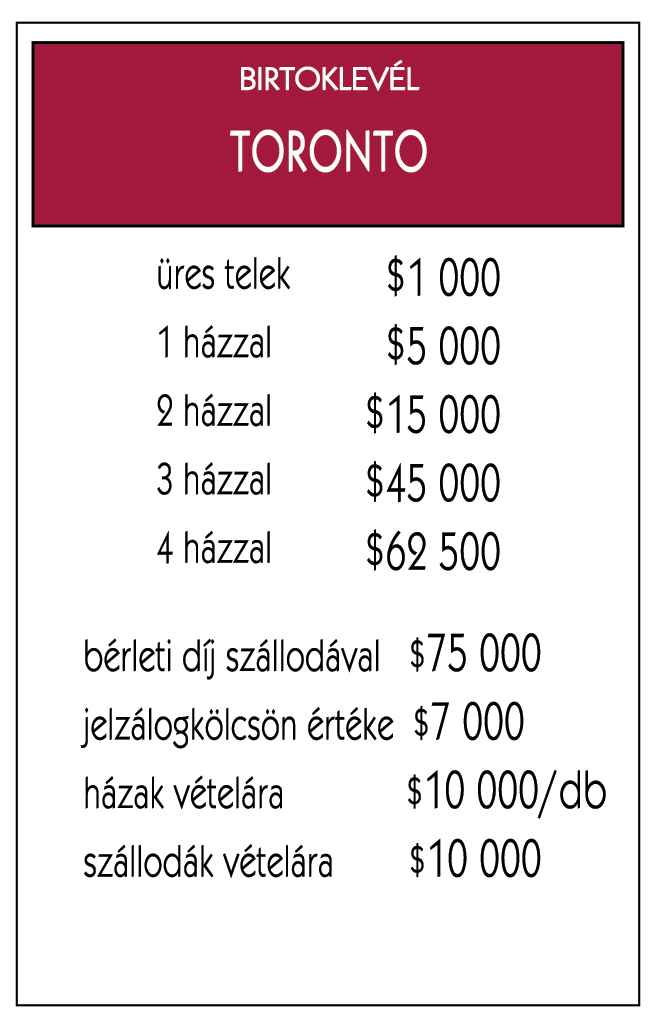 BIRTOKLEVÉL
TORONTO
üres telek $1 000
1 házzal $5 000
2 házzal $15 000
3 házzal $45 000
4 házzal $62 500
bérleti díj szállodával $75 000
jelzálogkölcsön értéke $7 000
házak vételára $10 000/db
szállodák vételára $10 000